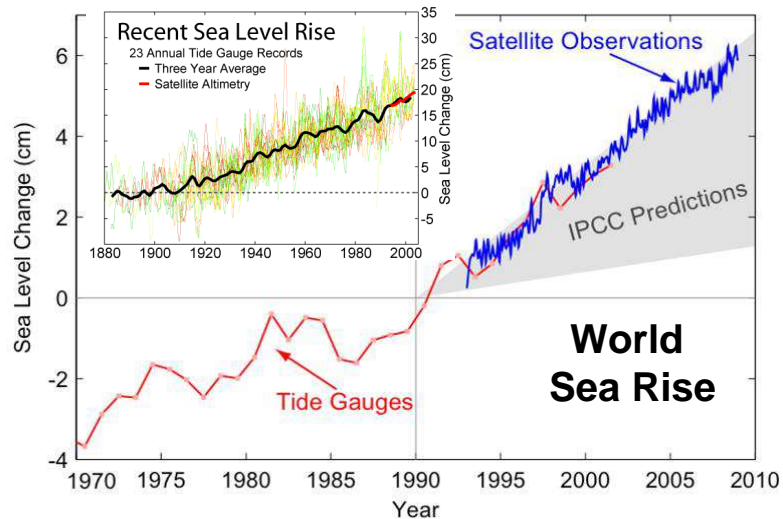 Recent Sea Level Rise
23 Annual Tide Gauge Records
Three Year Average
Satellite Altimetry
35
30
25
20
15
10
5
0
-5
Sea Level Change (cm)
1880 1900 1920 1940 1960 1980 2000
Satellite Observations
IPCC Predictions
Tide Gauges
World
Sea Rise
6
4
2
0
-2
-4
Sea Level Change (cm)
1970 1975 1980 1985 1990 1995 2000 2005 2010
Year